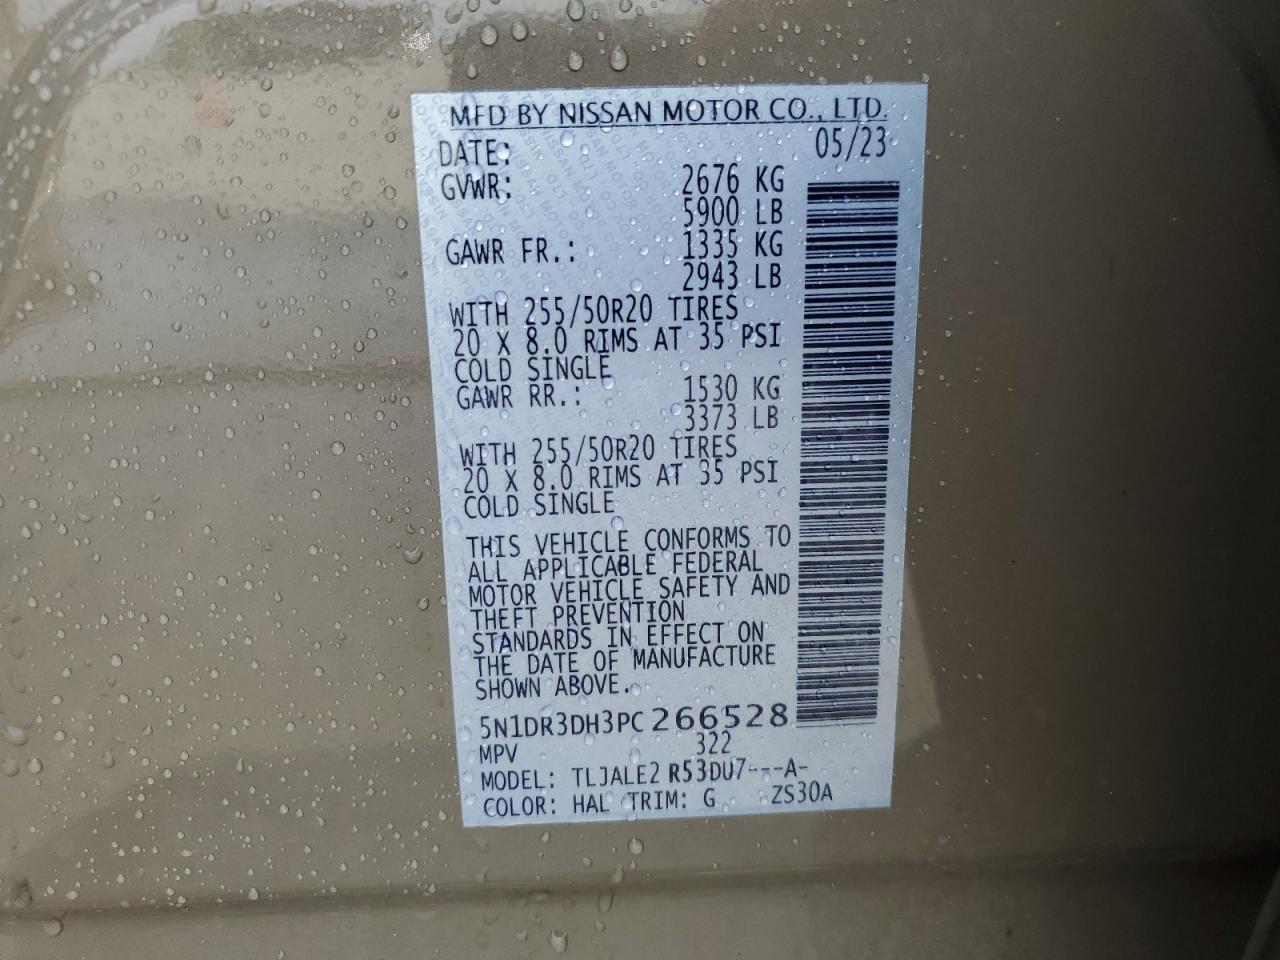 MFD BY NISSAN MOTOR CO., LTD.
DATE: 05/23
GVWR: 2676 KG
5900 LB
GAWR FR.: 1335 KG
2943 LB
WITH 255/50R20 TIRES
20 X 8.0 RIMS AT 35 PSI
COLD SINGLE
GAWR RR.: 1530 KG
3373 LB
WITH 255/50R20 TIRES
20 X 8.0 RIMS AT 35 PSI
COLD SINGLE
THIS VEHICLE CONFORMS TO
ALL APPLICABLE FEDERAL
MOTOR VEHICLE SAFETY AND
THEFT PREVENTION
STANDARDS IN EFFECT ON
THE DATE OF MANUFACTURE
SHOWN ABOVE.
5N1DR3DH3PC266528
MPV 322
MODEL: TLJALE2 R53DU7---A-
COLOR: HAL TRIM: G ZS30A